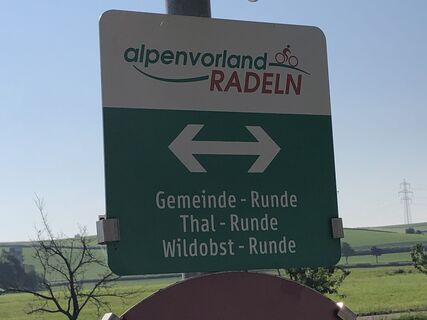 alpenvorland
RADELN
Gemeinde - Runde
Thal - Runde
Wildobst - Runde